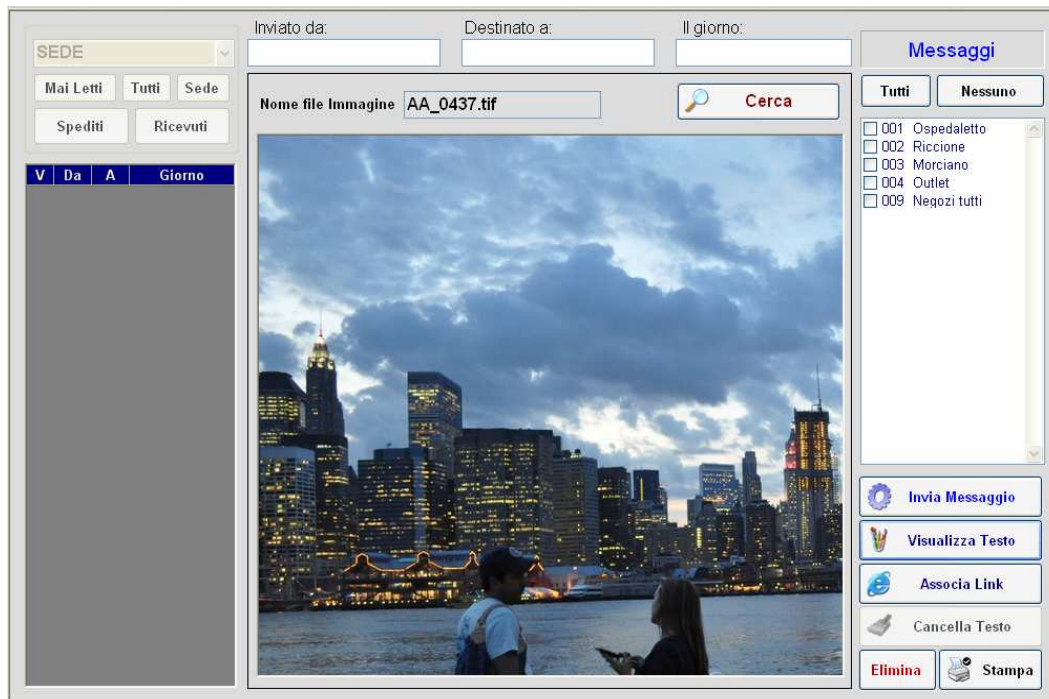 SEDE
Mai Letti Tutti Sede
Spediti Ricevuti
V Da A Giorno
Inviato da: Destinato a: Il giorno:
Nome file Immagine AA_0437.tif Cerca
Messaggi
Tutti Nessuno
001 Ospedaletto
002 Riccione
003 Morciano
004 Outlet
009 Negozi tutti
Invia Messaggio
Visualizza Testo
Associa Link
Cancella Testo
Elimina Stampa